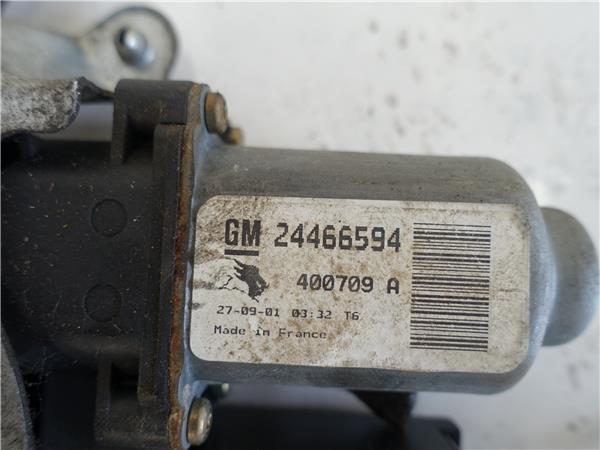 GM 24466594
400709 A
27-09-01 03:32 T6
Made in France